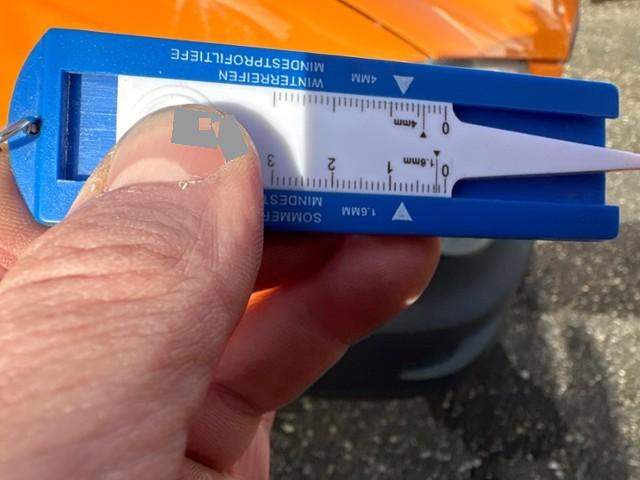 1.6MM SOMMER
MINDEST
0 1 2 3
1.6mm
4mm
0
4MM WINTERREIFEN
MINDESTPROFILTIEFE